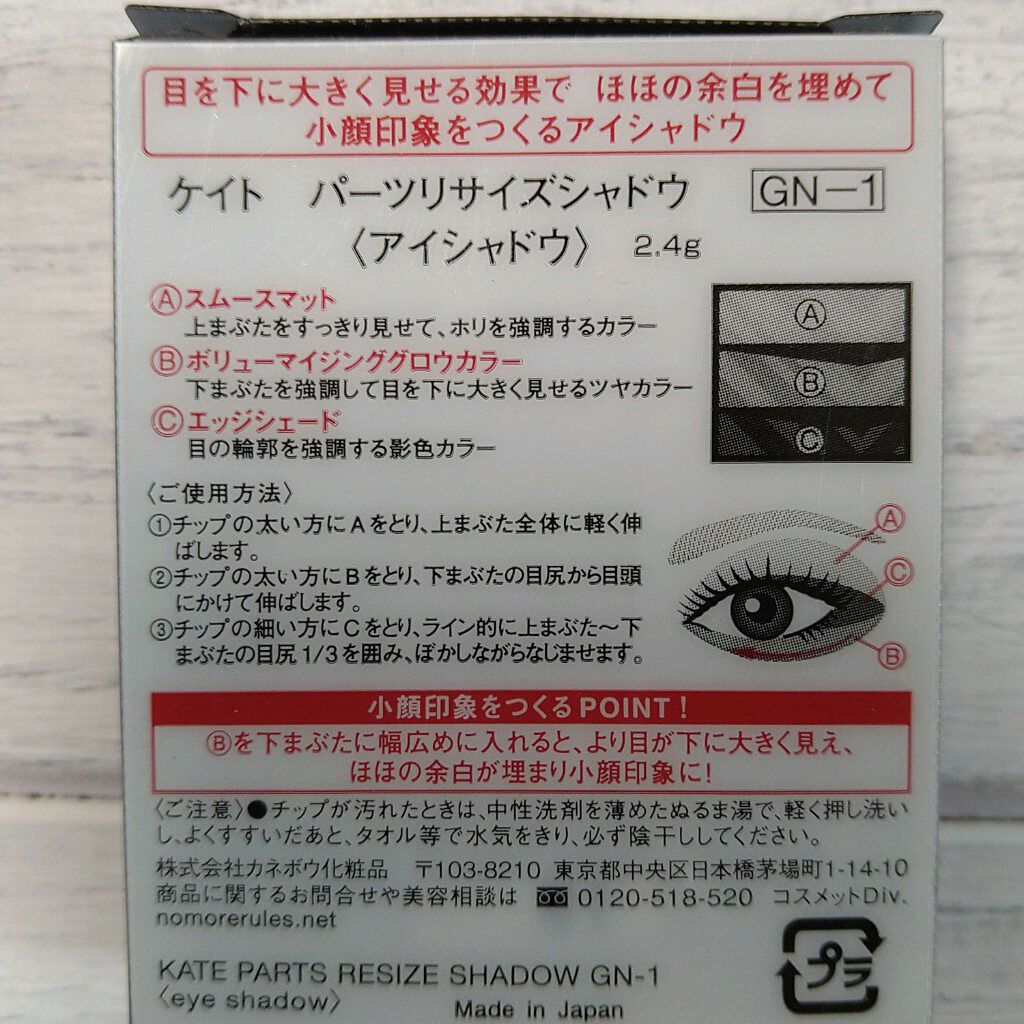 目を下に大きく見せる効果で ほほの余白を埋めて
小顔印象をつくるアイシャドウ
ケイト パーツリサイズシャドウ GN−1
〈アイシャドウ〉 2.4g
Ⓐスムースマット
上まぶたをすっきり見せて、ホリを強調するカラー
Ⓑボリューマイジンググロウカラー
下まぶたを強調して目を下に大きく見せるツヤカラー
Ⓒエッジシェード
目の輪郭を強調する影色カラー
Ⓐ
Ⓑ
Ⓒ
〈ご使用方法〉
①チップの太い方にAをとり、上まぶた全体に軽く伸
ばします。
②チップの太い方にBをとり、下まぶたの目尻から目頭
にかけて伸ばします。
③チップの細い方にCをとり、ライン的に上まぶた〜下
まぶたの目尻1/3を囲み、ぼかしながらなじませます。
Ⓐ
Ⓒ
Ⓑ
小顔印象をつくるPOINT!
Ⓑを下まぶたに幅広めに入れると、より目が下に大きく見え、
ほほの余白が埋まり小顔印象に!
〈ご注意〉●チップが汚れたときは、中性洗剤を薄めたぬるま湯で、軽く押し洗い
し、よくすすいだあと、タオル等で水気をきり、必ず陰干ししてください。
株式会社カネボウ化粧品 〒103-8210 東京都中央区日本橋茅場町1-14-10
商品に関するお問合せや美容相談は 0120-518-520 コスメットDiv.
nomorerules.net
KATE PARTS RESIZE SHADOW GN-1
〈eye shadow〉 Made in Japan
プラ